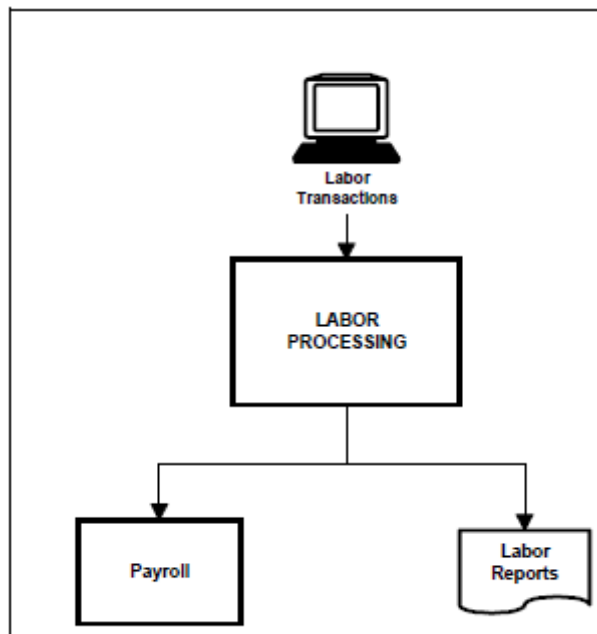 Labor
Transactions
LABOR
PROCESSING
Payroll
Labor
Reports